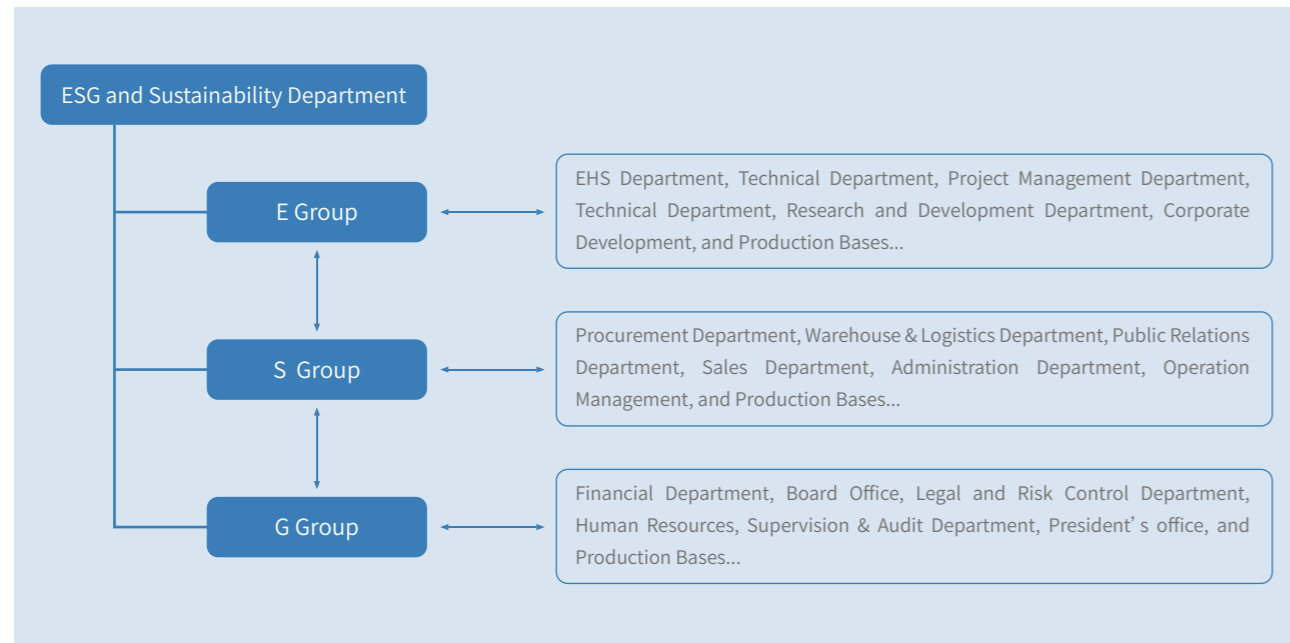 ESG and Sustainability Department
E Group
EHS Department, Technical Department, Project Management Department,
Technical Department, Research and Development Department, Corporate
Development, and Production Bases...
S Group
Procurement Department, Warehouse & Logistics Department, Public Relations
Department, Sales Department, Administration Department, Operation
Management, and Production Bases...
G Group
Financial Department, Board Office, Legal and Risk Control Department,
Human Resources, Supervision & Audit Department, President’s office, and
Production Bases...